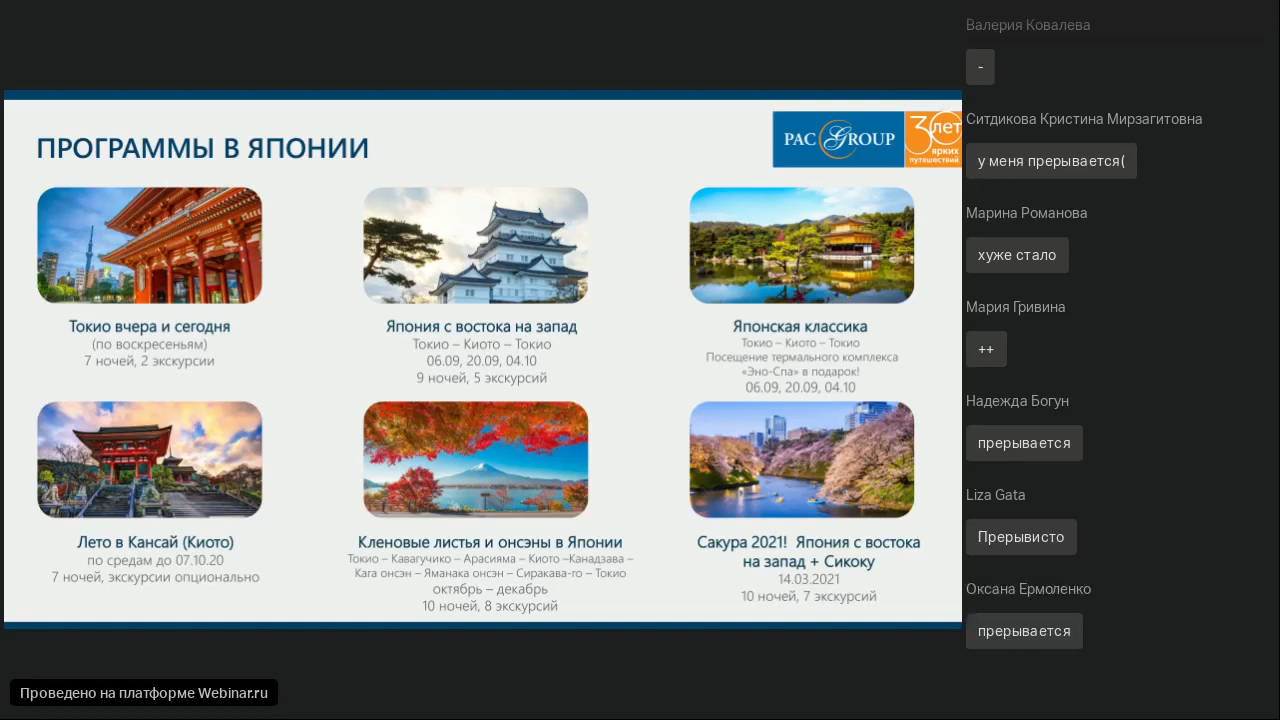 ПРОГРАММЫ В ЯПОНИИ
PAC GROUP
30 лет
ярких
путешествий
Токио вчера и сегодня
(по воскресеньям)
7 ночей, 2 экскурсии
Япония с востока на запад
Токио – Киото – Токио
06.09, 20.09, 04.10
9 ночей, 5 экскурсий
Японская классика
Токио – Киото – Токио
Посещение термального комплекса
«Эно-Спа» в подарок!
06.09, 20.09, 04.10
Лето в Кансай (Киото)
по средам до 07.10.20
7 ночей, экскурсии опционально
Кленовые листья и онсэны в Японии
Токио – Кавагучико – Арасияма – Киото –Канадзава –
Кага онсэн – Яманака онсэн – Сиракава-го – Токио
октябрь – декабрь
10 ночей, 8 экскурсий
Сакура 2021! Япония с востока
на запад + Сикоку
14.03.2021
10 ночей, 7 экскурсий
Валерия Ковалева
-
Ситдикова Кристина Мирзагитовна
у меня прерывается(
Марина Романова
хуже стало
Мария Гривина
++
Надежда Богун
прерывается
Liza Gata
Прерывисто
Оксана Ермоленко
прерывается
Проведено на платформе Webinar.ru